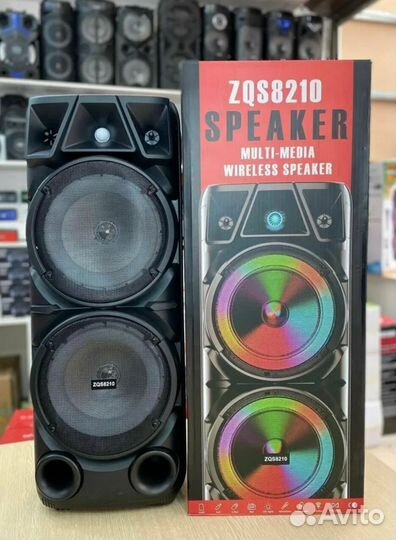 ZQS8210
SPEAKER
MULTI-MEDIA
WIRELESS SPEAKER
ZQS8210
ZQS8210
Avito